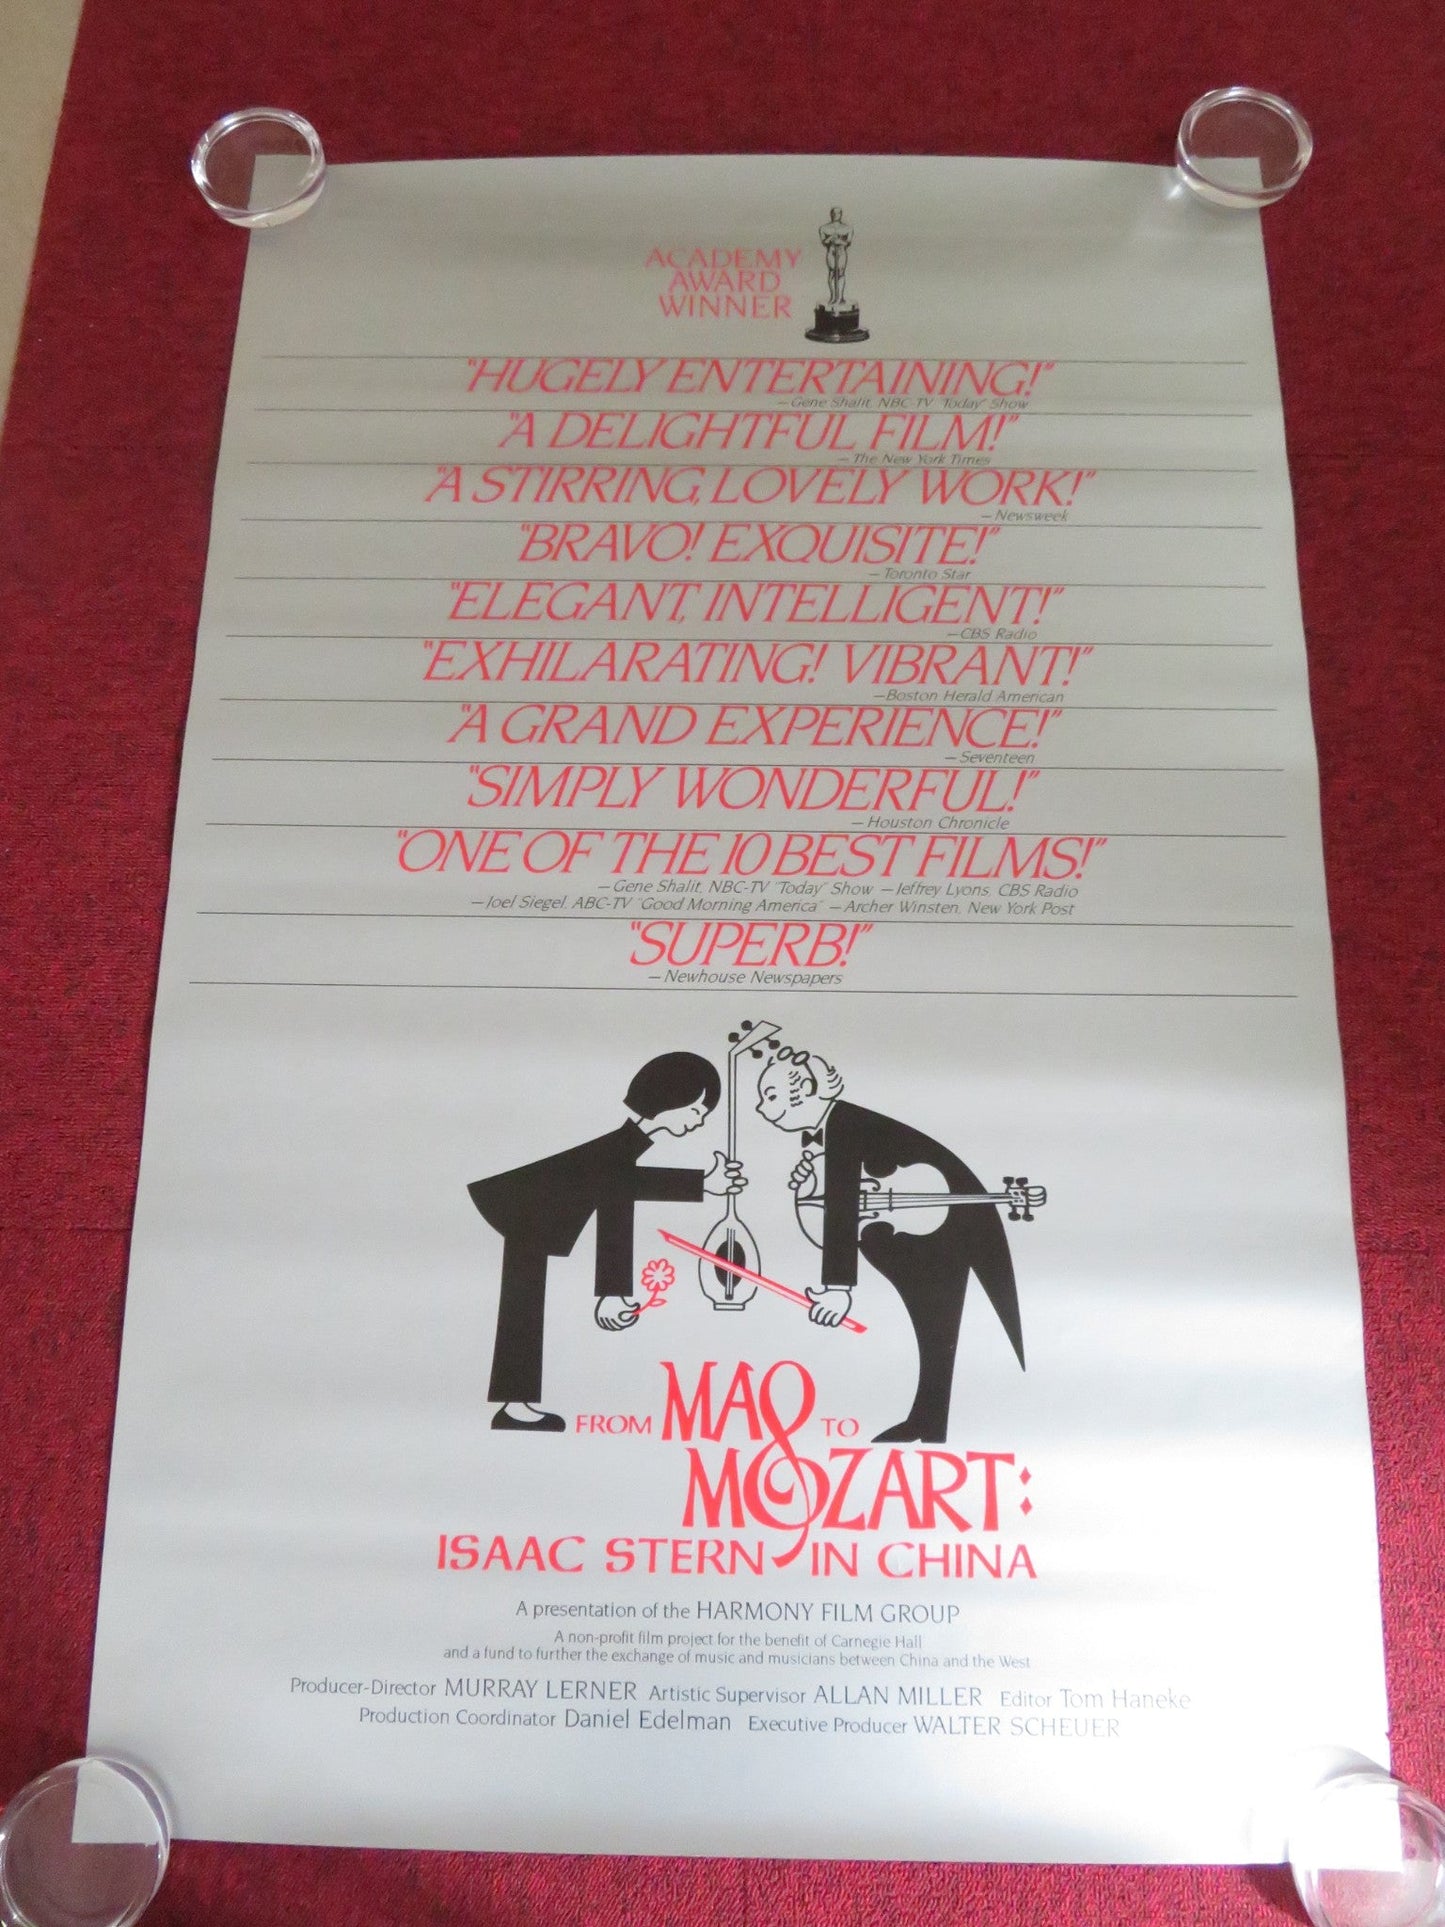 ACADEMY
AWARD
WINNER
"HUGELY ENTERTAINING!"
—Gene Shalit, NBC-TV "Today" Show
"A DELIGHTFUL FILM!"
—The New York Times
"A STIRRING, LOVELY WORK!"
—Newsweek
"BRAVO! EXQUISITE!"
—Toronto Star
"ELEGANT, INTELLIGENT!"
—CBS Radio
"EXHILARATING! VIBRANT!"
—Boston Herald American
"A GRAND EXPERIENCE!"
—Seventeen
"SIMPLY WONDERFUL!"
—Houston Chronicle
"ONE OF THE 10 BEST FILMS!"
—Gene Shalit, NBC-TV "Today" Show —Jeffrey Lyons, CBS Radio
—Joel Siegel, ABC-TV "Good Morning America" —Archer Winsten, New York Post
"SUPERB!"
—Newhouse Newspapers
FROM MAO TO
MOZART:
ISAAC STERN IN CHINA
A presentation of the HARMONY FILM GROUP
A non-profit film project for the benefit of Carnegie Hall
and a fund to further the exchange of music and musicians between China and the West
Producer-Director MURRAY LERNER Artistic Supervisor ALLAN MILLER Editor Tom Haneke
Production Coordinator Daniel Edelman Executive Producer WALTER SCHEUER